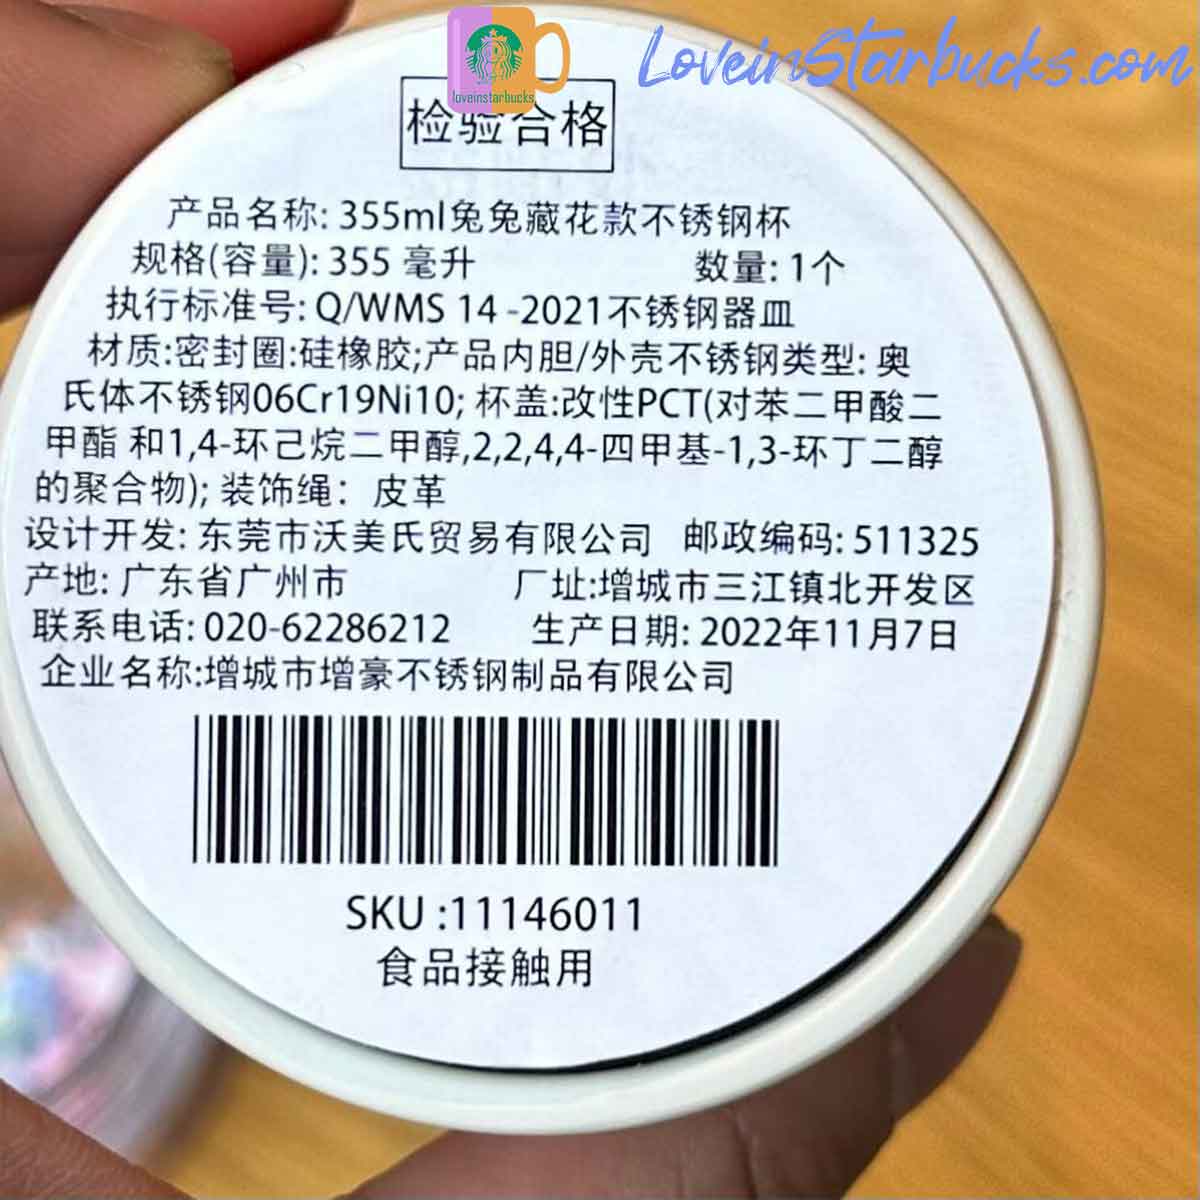 loveinstarbucks
LoveinStarbucks.com
检验合格
产品名称: 355ml兔兔藏花款不锈钢杯
规格(容量): 355 毫升 数量: 1个
执行标准号: Q/WMS 14 -2021不锈钢器皿
材质:密封圈:硅橡胶;产品内胆/外壳不锈钢类型: 奥
氏体不锈钢06Cr19Ni10; 杯盖:改性PCT(对苯二甲酸二
甲酯 和1,4-环己烷二甲醇,2,2,4,4-四甲基-1,3-环丁二醇
的聚合物); 装饰绳: 皮革
设计开发: 东莞市沃美氏贸易有限公司 邮政编码: 511325
产地: 广东省广州市 厂址:增城市三江镇北开发区
联系电话: 020-62286212 生产日期: 2022年11月7日
企业名称:增城市增豪不锈钢制品有限公司
SKU :11146011
食品接触用